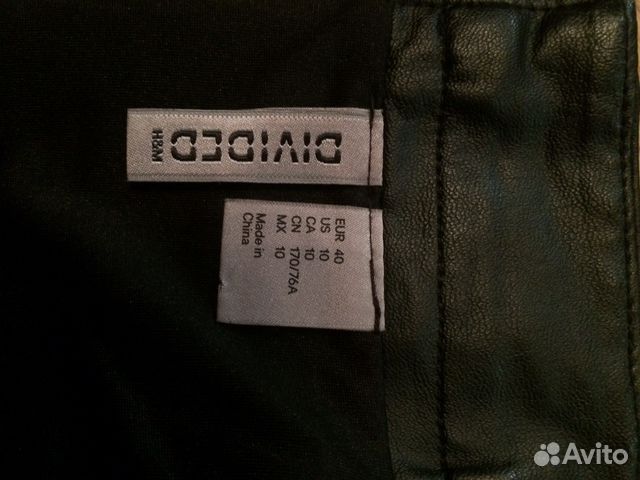 DIVIDED
H&M
EUR 40
US 10
CA 10
CN 170/76A
MX 10
Made in
China
Avito